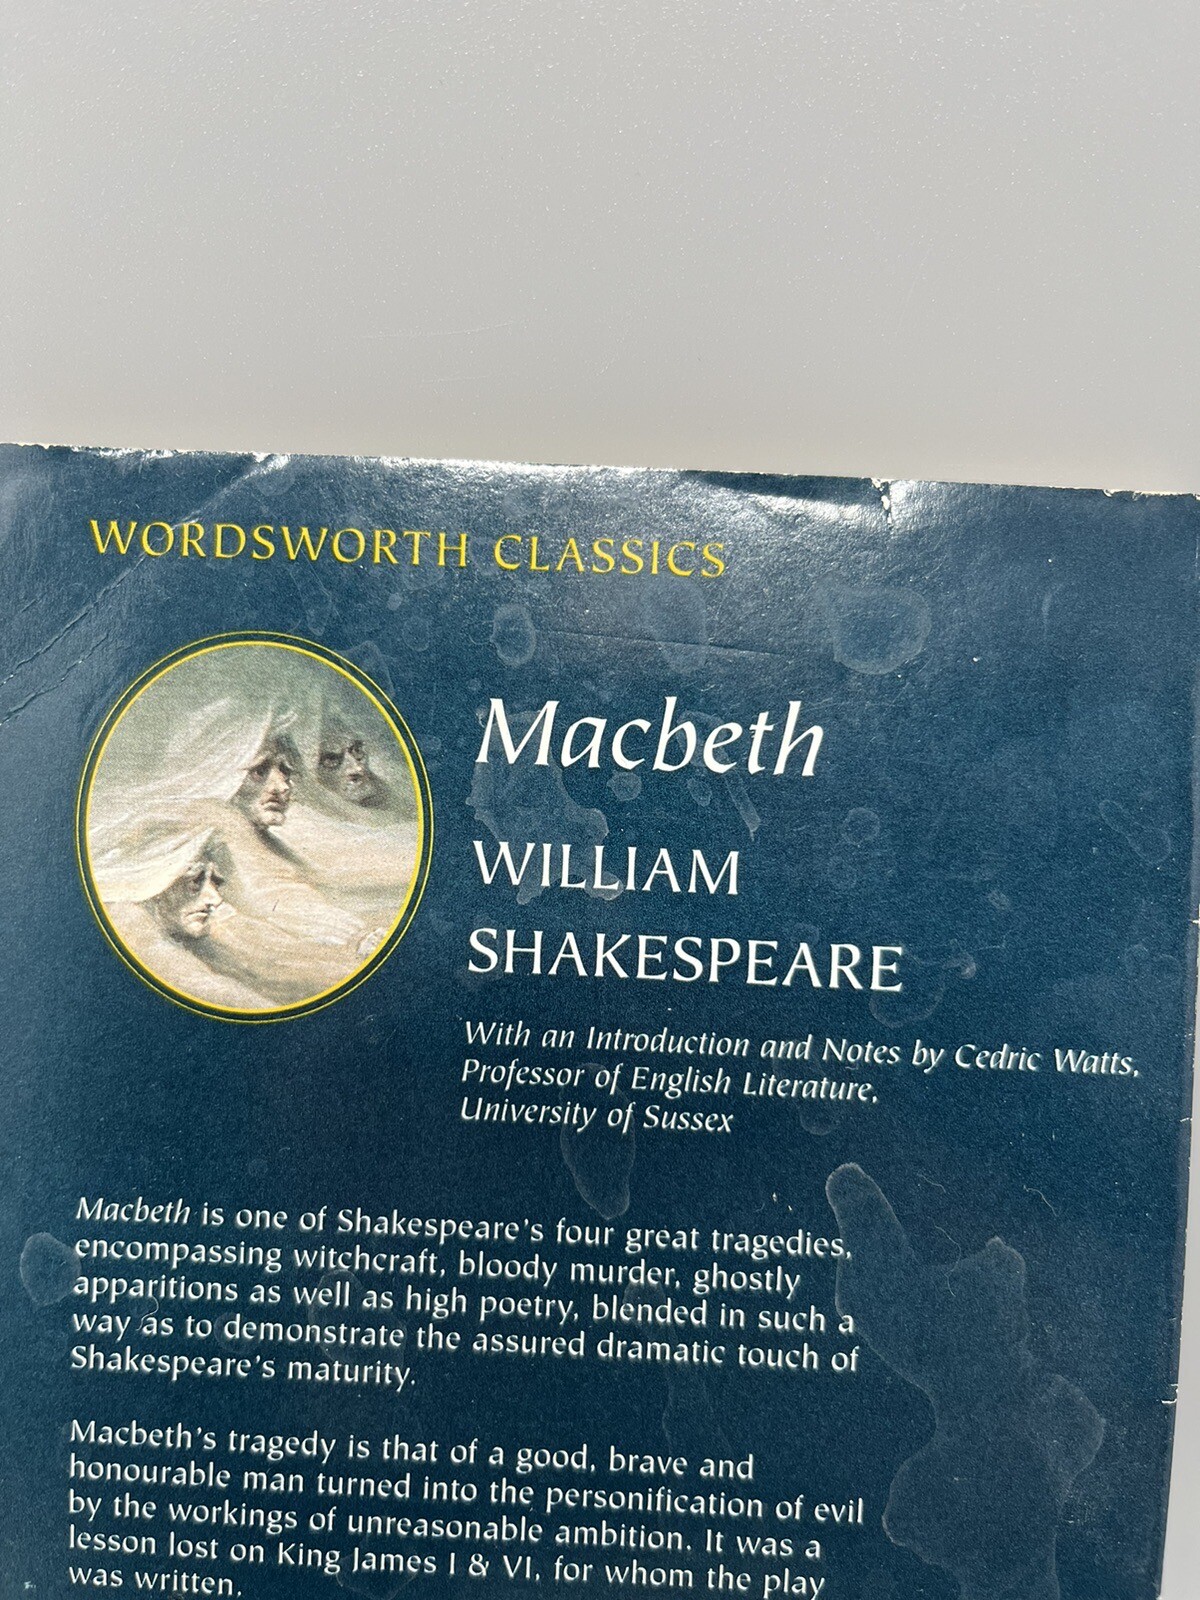 WORDSWORTH CLASSICS
Macbeth
WILLIAM
SHAKESPEARE
With an Introduction and Notes by Cedric Watts,
Professor of English Literature,
University of Sussex
Macbeth is one of Shakespeare's four great tragedies,
encompassing witchcraft, bloody murder, ghostly
apparitions as well as high poetry, blended in such a
way as to demonstrate the assured dramatic touch of
Shakespeare's maturity.
Macbeth's tragedy is that of a good, brave and
honourable man turned into the personification of evil
by the workings of unreasonable ambition. It was a
lesson lost on King James I & VI, for whom the play
was written.